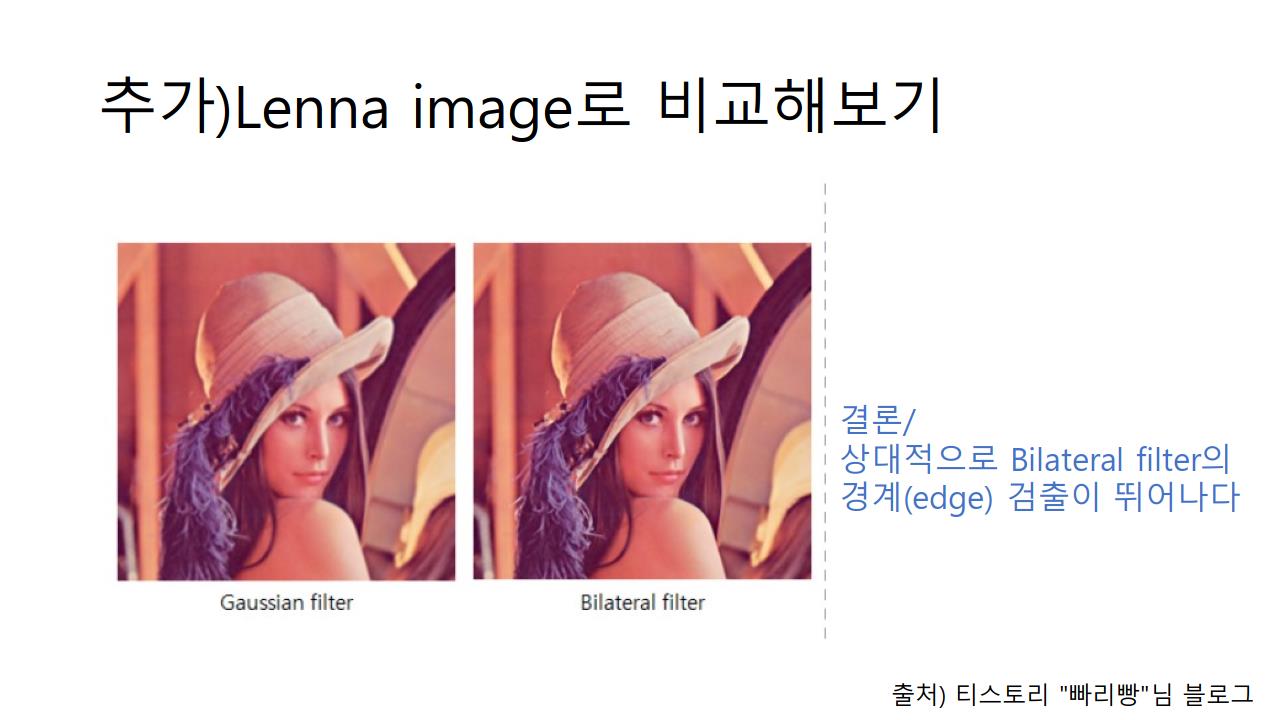 추가)Lenna image로 비교해보기
Gaussian filter
Bilateral filter
결론/
상대적으로 Bilateral filter의
경계(edge) 검출이 뛰어나다
출처) 티스토리 "빠리빵"님 블로그